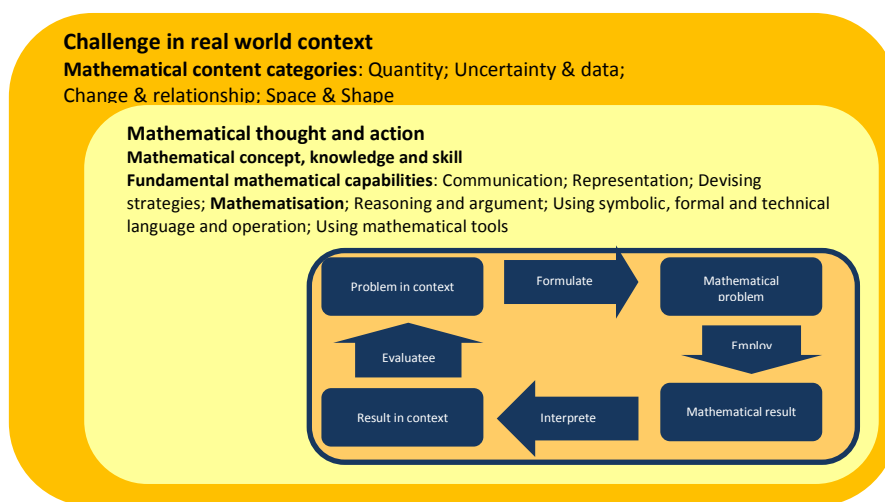 Challenge in real world context
Mathematical content categories: Quantity; Uncertainty & data;
Change & relationship; Space & Shape
Mathematical thought and action
Mathematical concept, knowledge and skill
Fundamental mathematical capabilities: Communication; Representation; Devising
strategies; Mathematisation; Reasoning and argument; Using symbolic, formal and technical
language and operation; Using mathematical tools
Problem in context
Formulate
Mathematical
problem
Employ
Evaluatee
Result in context
Interprete
Mathematical result